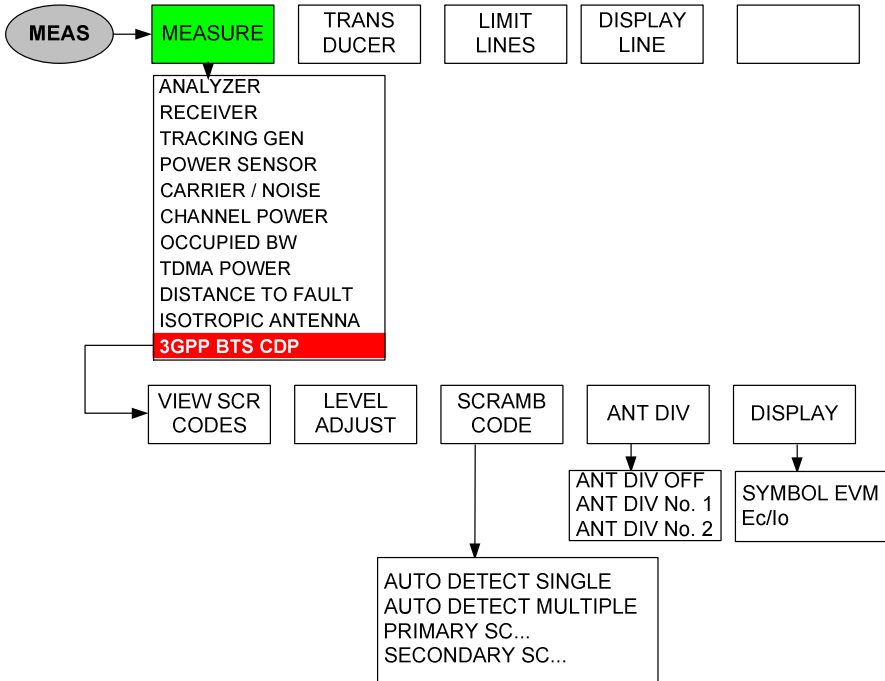 MEAS
MEASURE
TRANS
DUCER
LIMIT
LINES
DISPLAY
LINE
ANALYZER
RECEIVER
TRACKING GEN
POWER SENSOR
CARRIER / NOISE
CHANNEL POWER
OCCUPIED BW
TDMA POWER
DISTANCE TO FAULT
ISOTROPIC ANTENNA
3GPP BTS CDP
VIEW SCR
CODES
LEVEL
ADJUST
SCRAMB
CODE
ANT DIV
DISPLAY
ANT DIV OFF
ANT DIV No. 1
ANT DIV No. 2
SYMBOL EVM
Ec/Io
AUTO DETECT SINGLE
AUTO DETECT MULTIPLE
PRIMARY SC...
SECONDARY SC...